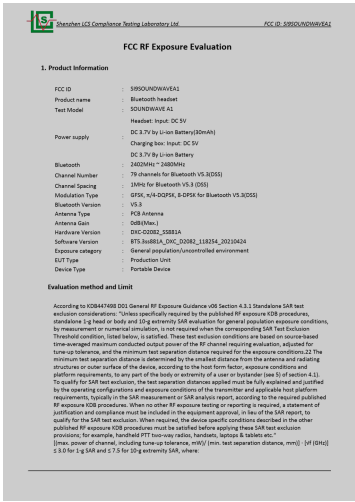 LCS
Shenzhen LCS Compliance Testing Laboratory Ltd. FCC ID: SI9SOUNDWAVEA1
FCC RF Exposure Evaluation
1. Product Information
FCC ID : SI9SOUNDWAVEA1
Product name : Bluetooth headset
Test Model : SOUNDWAVE A1
Headset: Input: DC 5V
DC 3.7V by Li-ion Battery(30mAh)
Power supply :
Charging box: Input: DC 5V
DC 3.7V By Li-ion Battery
Bluetooth : 2402MHz ~ 2480MHz
Channel Number : 79 channels for Bluetooth V5.3(DSS)
Channel Spacing : 1MHz for Bluetooth V5.3 (DSS)
Modulation Type : GFSK, π/4-DQPSK, 8-DPSK for Bluetooth V5.3(DSS)
Bluetooth Version : V5.3
Antenna Type : PCB Antenna
Antenna Gain : 0dBi(Max.)
Hardware Version : DXC-D2082_SS881A
Software Version : BT5.3ss881A_DXC_D2082_118254_20210424
Exposure category : General population/uncontrolled environment
EUT Type : Production Unit
Device Type : Portable Device
Evaluation method and Limit
According to KDB447498 D01 General RF Exposure Guidance v06 Section 4.3.1 Standalone SAR test
exclusion considerations: "Unless specifically required by the published RF exposure KDB procedures,
standalone 1-g head or body and 10-g extremity SAR evaluation for general population exposure conditions,
by measurement or numerical simulation, is not required when the corresponding SAR Test Exclusion
Threshold condition, listed below, is satisfied. These test exclusion conditions are based on source-based
time-averaged maximum conducted output power of the RF channel requiring evaluation, adjusted for
tune-up tolerance, and the minimum test separation distance required for the exposure conditions.22 The
minimum test separation distance is determined by the smallest distance from the antenna and radiating
structures or outer surface of the device, according to the host form factor, exposure conditions and
platform requirements, to any part of the body or extremity of a user or bystander (see 5) of section 4.1).
To qualify for SAR test exclusion, the test separation distances applied must be fully explained and justified
by the operating configurations and exposure conditions of the transmitter and applicable host platform
requirements, typically in the SAR measurement or SAR analysis report, according to the required published
RF exposure KDB procedures. When no other RF exposure testing or reporting is required, a statement of
justification and compliance must be included in the equipment approval, in lieu of the SAR report, to
qualify for the SAR test exclusion. When required, the device specific conditions described in the other
published RF exposure KDB procedures must be satisfied before applying these SAR test exclusion
provisions; for example, handheld PTT two-way radios, handsets, laptops & tablets etc."
[(max. power of channel, including tune-up tolerance, mW)/ (min. test separation distance, mm)] · [√f (GHz)]
≤ 3.0 for 1-g SAR and ≤ 7.5 for 10-g extremity SAR, where: